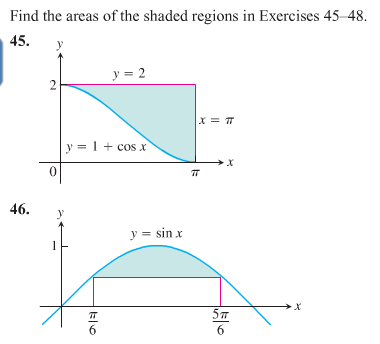 Find the areas of the shaded regions in Exercises 45–48.
45.
y
y = 2
2
x = π
y = 1 + cos x
x
0
π
46.
y
y = sin x
1
x
π/6
5π/6